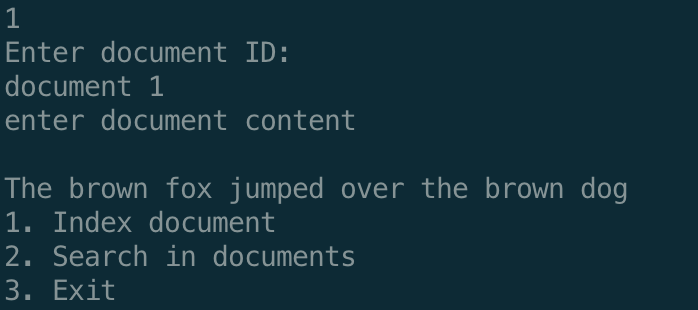 1
Enter document ID:
document 1
enter document content

The brown fox jumped over the brown dog
1. Index document
2. Search in documents
3. Exit